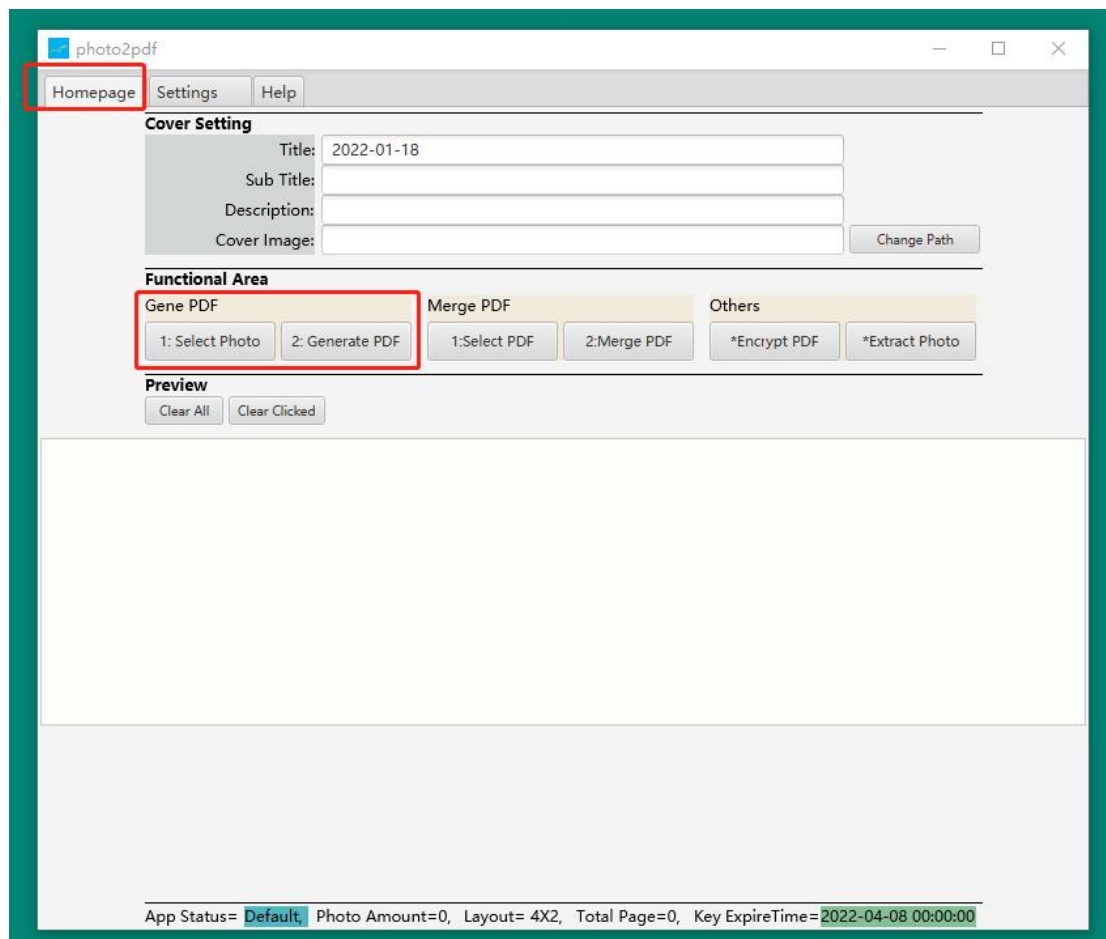 photo2pdf
Homepage Settings Help
Cover Setting
Title: 2022-01-18
Sub Title:
Description:
Cover Image: Change Path
Functional Area
Gene PDF Merge PDF Others
1: Select Photo 2: Generate PDF 1:Select PDF 2:Merge PDF *Encrypt PDF *Extract Photo
Preview
Clear All Clear Clicked
App Status= Default, Photo Amount=0, Layout= 4X2, Total Page=0, Key ExpireTime=2022-04-08 00:00:00